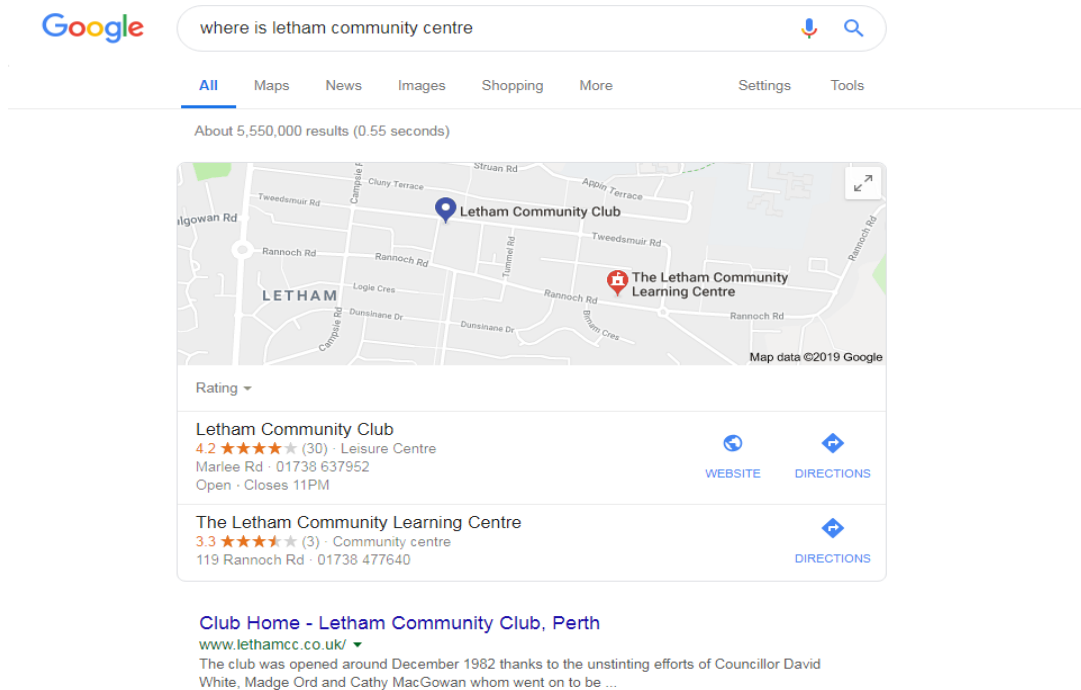 Google
where is letham community centre
All Maps News Images Shopping More Settings Tools
About 5,550,000 results (0.55 seconds)
Struan Rd
Campsie
Cluny Terrace
Appin Terrace
Tweedsmuir Rd
Letham Community Club
lgowan Rd
Rannoch Rd
Tweedsmuir Rd
Rannoch Rd
Rannoch Rd
Tummel Rd
The Letham Community
Learning Centre
LETHAM
Logie Cres
Rannoch Rd
Dunsinane Dr
Campsie Rd
Dunsinane Dr
Birnam Cres
Rannoch Rd
Map data ©2019 Google
Rating
Letham Community Club
4.2 (30) · Leisure Centre
Marlee Rd · 01738 637952
Open · Closes 11PM
WEBSITE
DIRECTIONS
The Letham Community Learning Centre
3.3 (3) · Community centre
119 Rannoch Rd · 01738 477640
DIRECTIONS
Club Home - Letham Community Club, Perth
www.lethamcc.co.uk/
The club was opened around December 1982 thanks to the unstinting efforts of Councillor David
White, Madge Ord and Cathy MacGowan whom went on to be ...